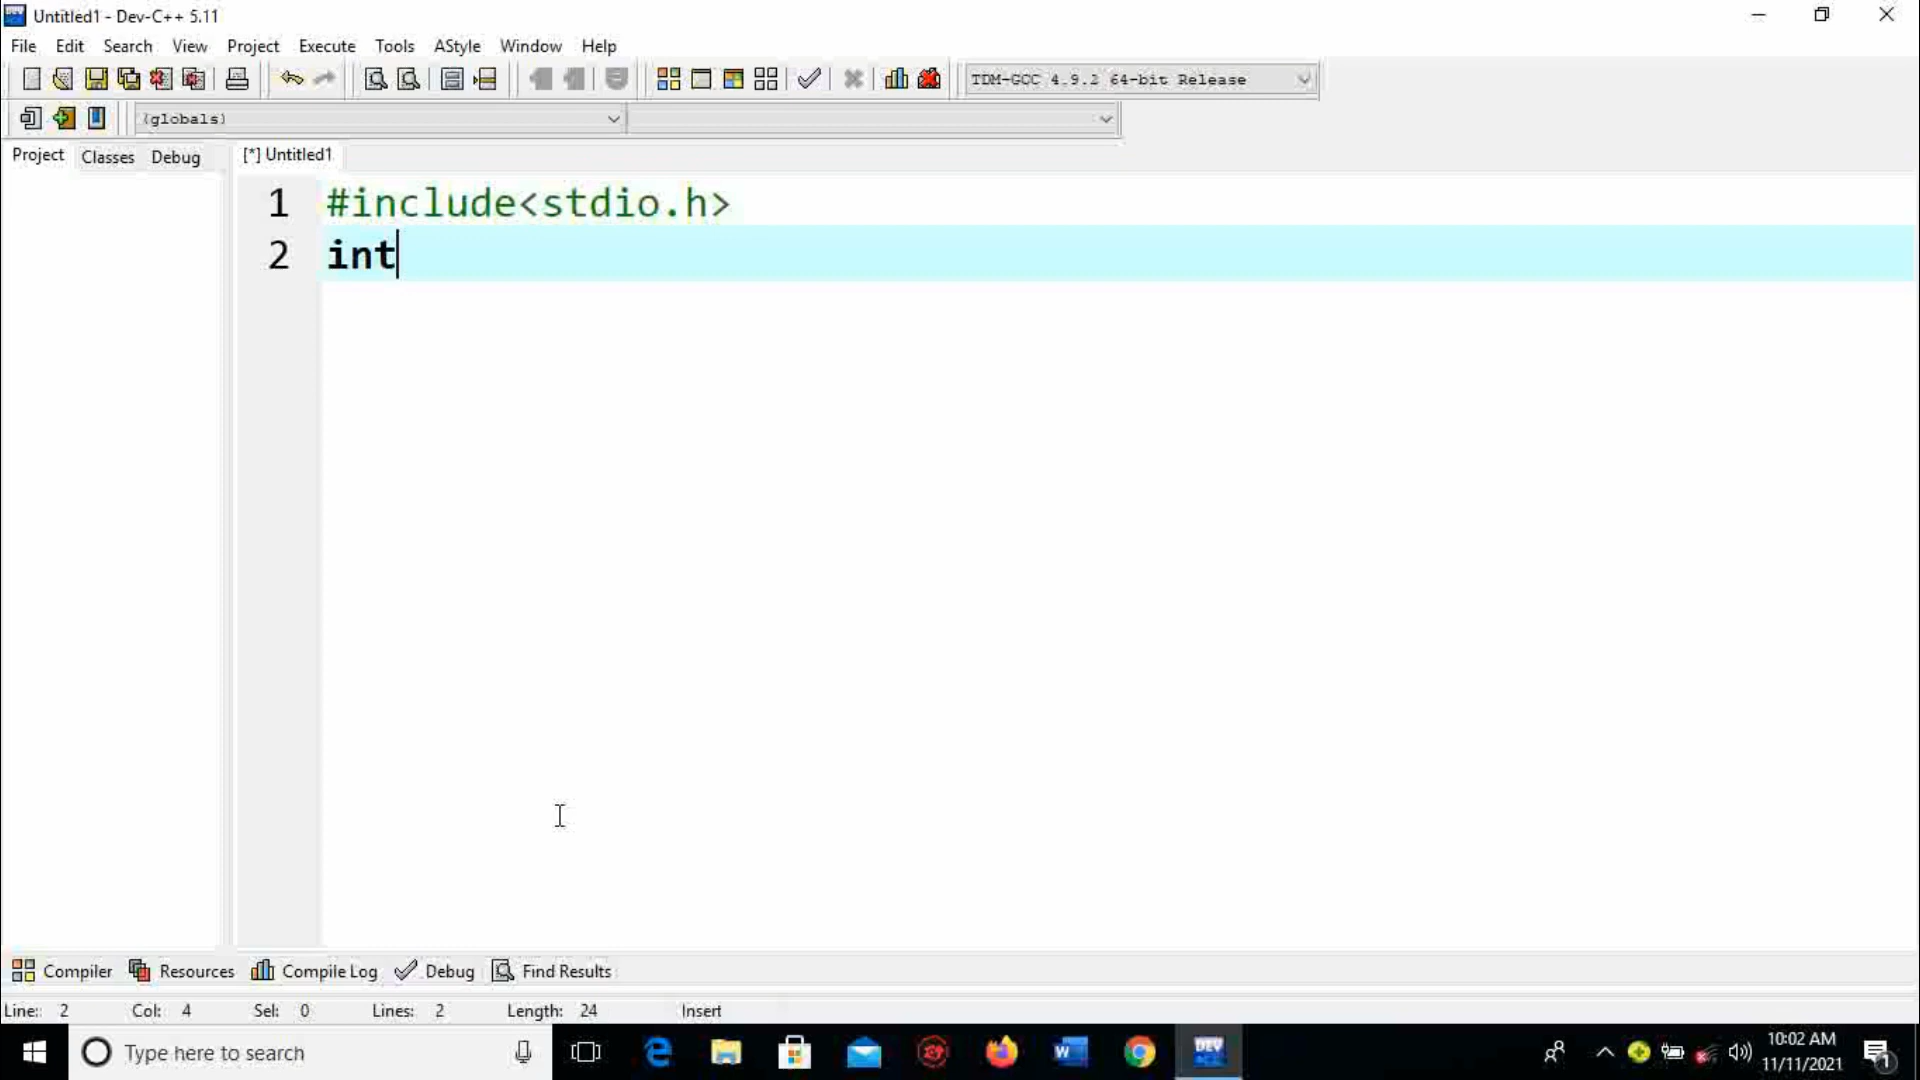 Untitled1 - Dev-C++ 5.11
File Edit Search View Project Execute Tools AStyle Window Help
TDM-GCC 4.9.2 64-bit Release
(globals)
Project Classes Debug [*] Untitled1
1 #include<stdio.h>
2 int
Compiler Resources Compile Log Debug Find Results
Line: 2 Col: 4 Sel: 0 Lines: 2 Length: 24 Insert
Type here to search
W
DEV
10:02 AM
11/11/2021
1